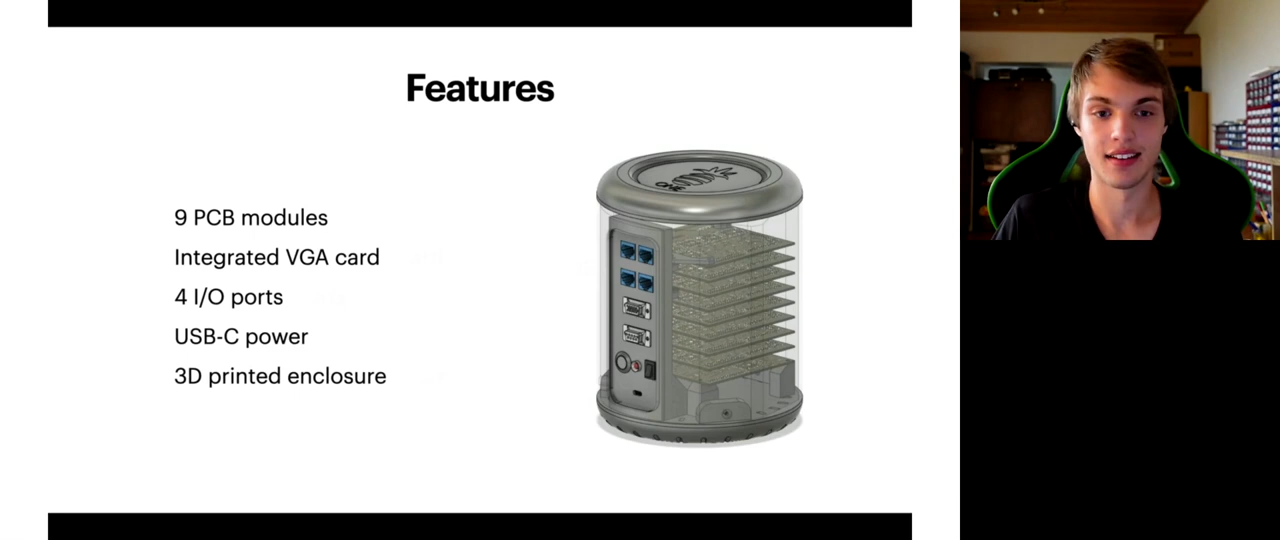 Features
9 PCB modules
Integrated VGA card
4 I/O ports
USB-C power
3D printed enclosure